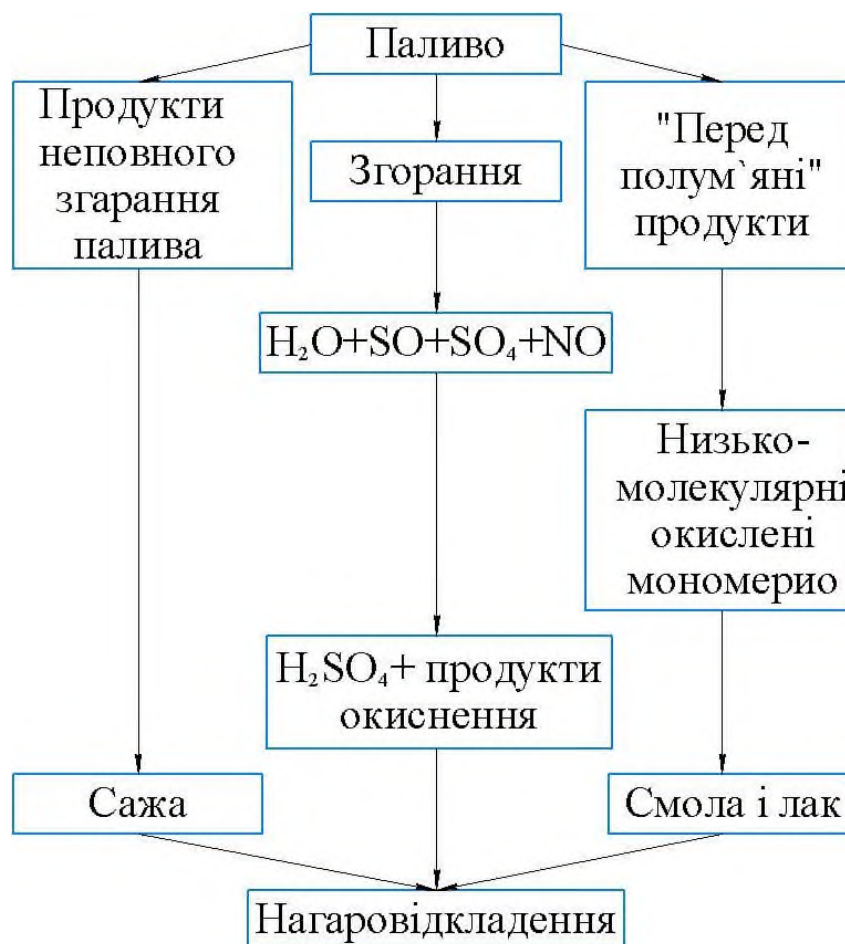 Паливо
Продукти
неповного
згарання
палива
Згорання
"Перед
полум`яні"
продукти
H₂O+SO+SO₄+NO
Низько-
молекулярні
окислені
мономерио
H₂SO₄+ продукти
окиснення
Сажа
Смола і лак
Нагаровідкладення